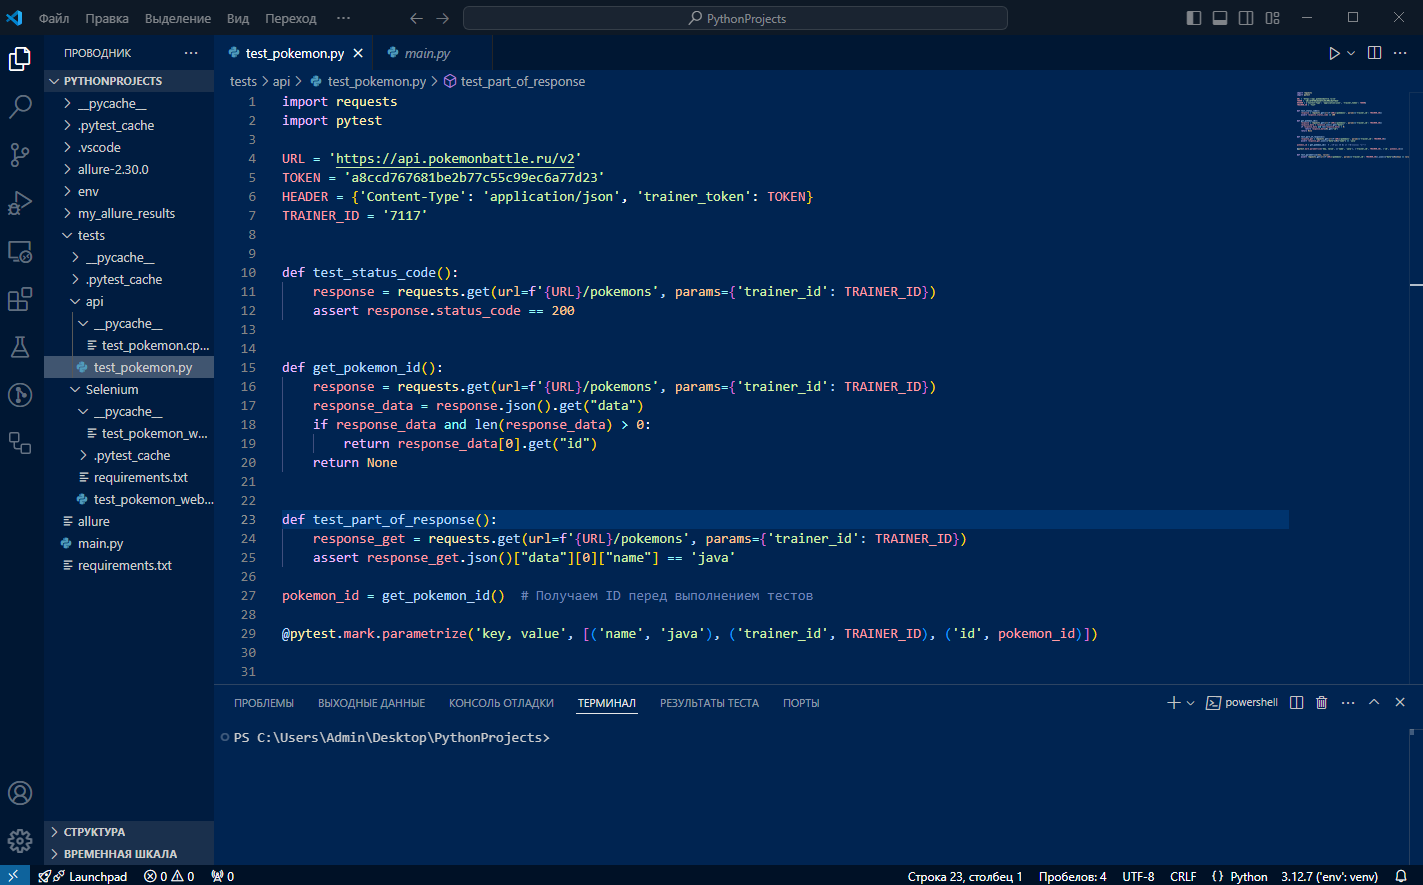 Файл Правка Выделение Вид Переход ···
PythonProjects
ПРОВОДНИК ···
PYTHONPROJECTS
__pycache__
.pytest_cache
.vscode
allure-2.30.0
env
my_allure_results
tests
__pycache__
.pytest_cache
api
__pycache__
test_pokemon.cp...
test_pokemon.py
Selenium
__pycache__
test_pokemon_w...
.pytest_cache
requirements.txt
test_pokemon_web...
allure
main.py
requirements.txt
СТРУКТУРА
ВРЕМЕННАЯ ШКАЛА
test_pokemon.py main.py
tests > api > test_pokemon.py > test_part_of_response
1 import requests
2 import pytest
3
4 URL = 'https://api.pokemonbattle.ru/v2'
5 TOKEN = 'a8ccd767681be2b77c55c99ec6a77d23'
6 HEADER = {'Content-Type': 'application/json', 'trainer_token': TOKEN}
7 TRAINER_ID = '7117'
8
9
10 def test_status_code():
11     response = requests.get(url=f'{URL}/pokemons', params={'trainer_id': TRAINER_ID})
12     assert response.status_code == 200
13
14
15 def get_pokemon_id():
16     response = requests.get(url=f'{URL}/pokemons', params={'trainer_id': TRAINER_ID})
17     response_data = response.json().get("data")
18     if response_data and len(response_data) > 0:
19         return response_data[0].get("id")
20     return None
21
22
23 def test_part_of_response():
24     response_get = requests.get(url=f'{URL}/pokemons', params={'trainer_id': TRAINER_ID})
25     assert response_get.json()["data"][0]["name"] == 'java'
26
27 pokemon_id = get_pokemon_id()  # Получаем ID перед выполнением тестов
28
29 @pytest.mark.parametrize('key, value', [('name', 'java'), ('trainer_id', TRAINER_ID), ('id', pokemon_id)])
30
31
ПРОБЛЕМЫ ВЫХОДНЫЕ ДАННЫЕ КОНСОЛЬ ОТЛАДКИ ТЕРМИНАЛ РЕЗУЛЬТАТЫ ТЕСТА ПОРТЫ
powershell
PS C:\Users\Admin\Desktop\PythonProjects>
Launchpad 0 0 0
Строка 23, столбец 1 Пробелов: 4 UTF-8 CRLF { } Python 3.12.7 ('env': venv)